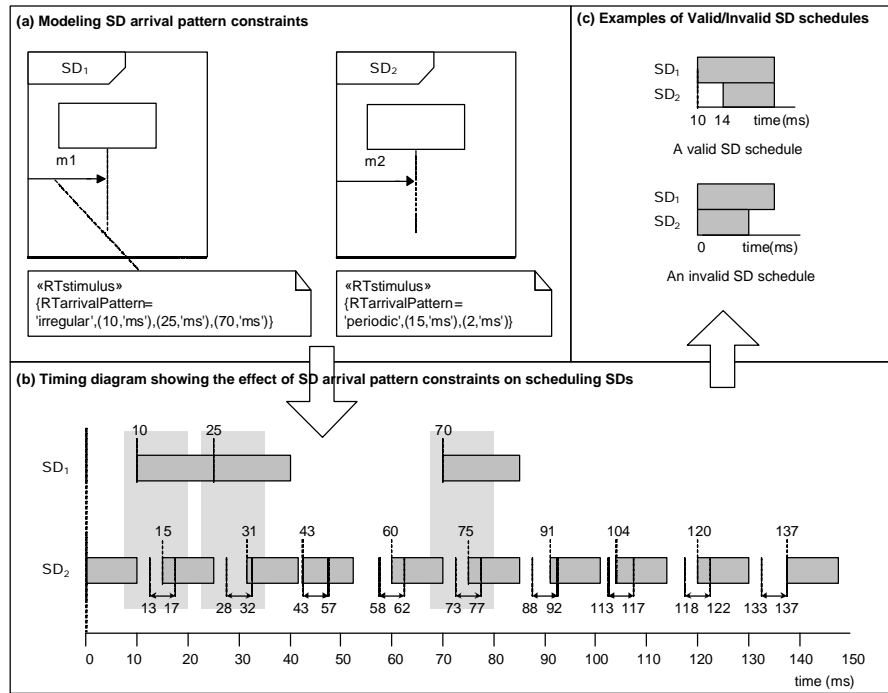 (a) Modeling SD arrival pattern constraints
SD1
SD2
m1
m2
«RTstimulus»
{RTarrivalPattern=
'irregular',(10,'ms'),(25,'ms'),(70,'ms')}
«RTstimulus»
{RTarrivalPattern=
'periodic',(15,'ms'),(2,'ms')}
(c) Examples of Valid/Invalid SD schedules
SD1
SD2
10 14 time(ms)
A valid SD schedule
SD1
SD2
0 time(ms)
An invalid SD schedule
(b) Timing diagram showing the effect of SD arrival pattern constraints on scheduling SDs
10 25 70
SD1
15 31 43 60 75 91 104 120 137
SD2
13 17 28 32 43 57 58 62 73 77 88 92 113 117 118 122 133 137
0 10 20 30 40 50 60 70 80 90 100 110 120 130 140 150
time (ms)